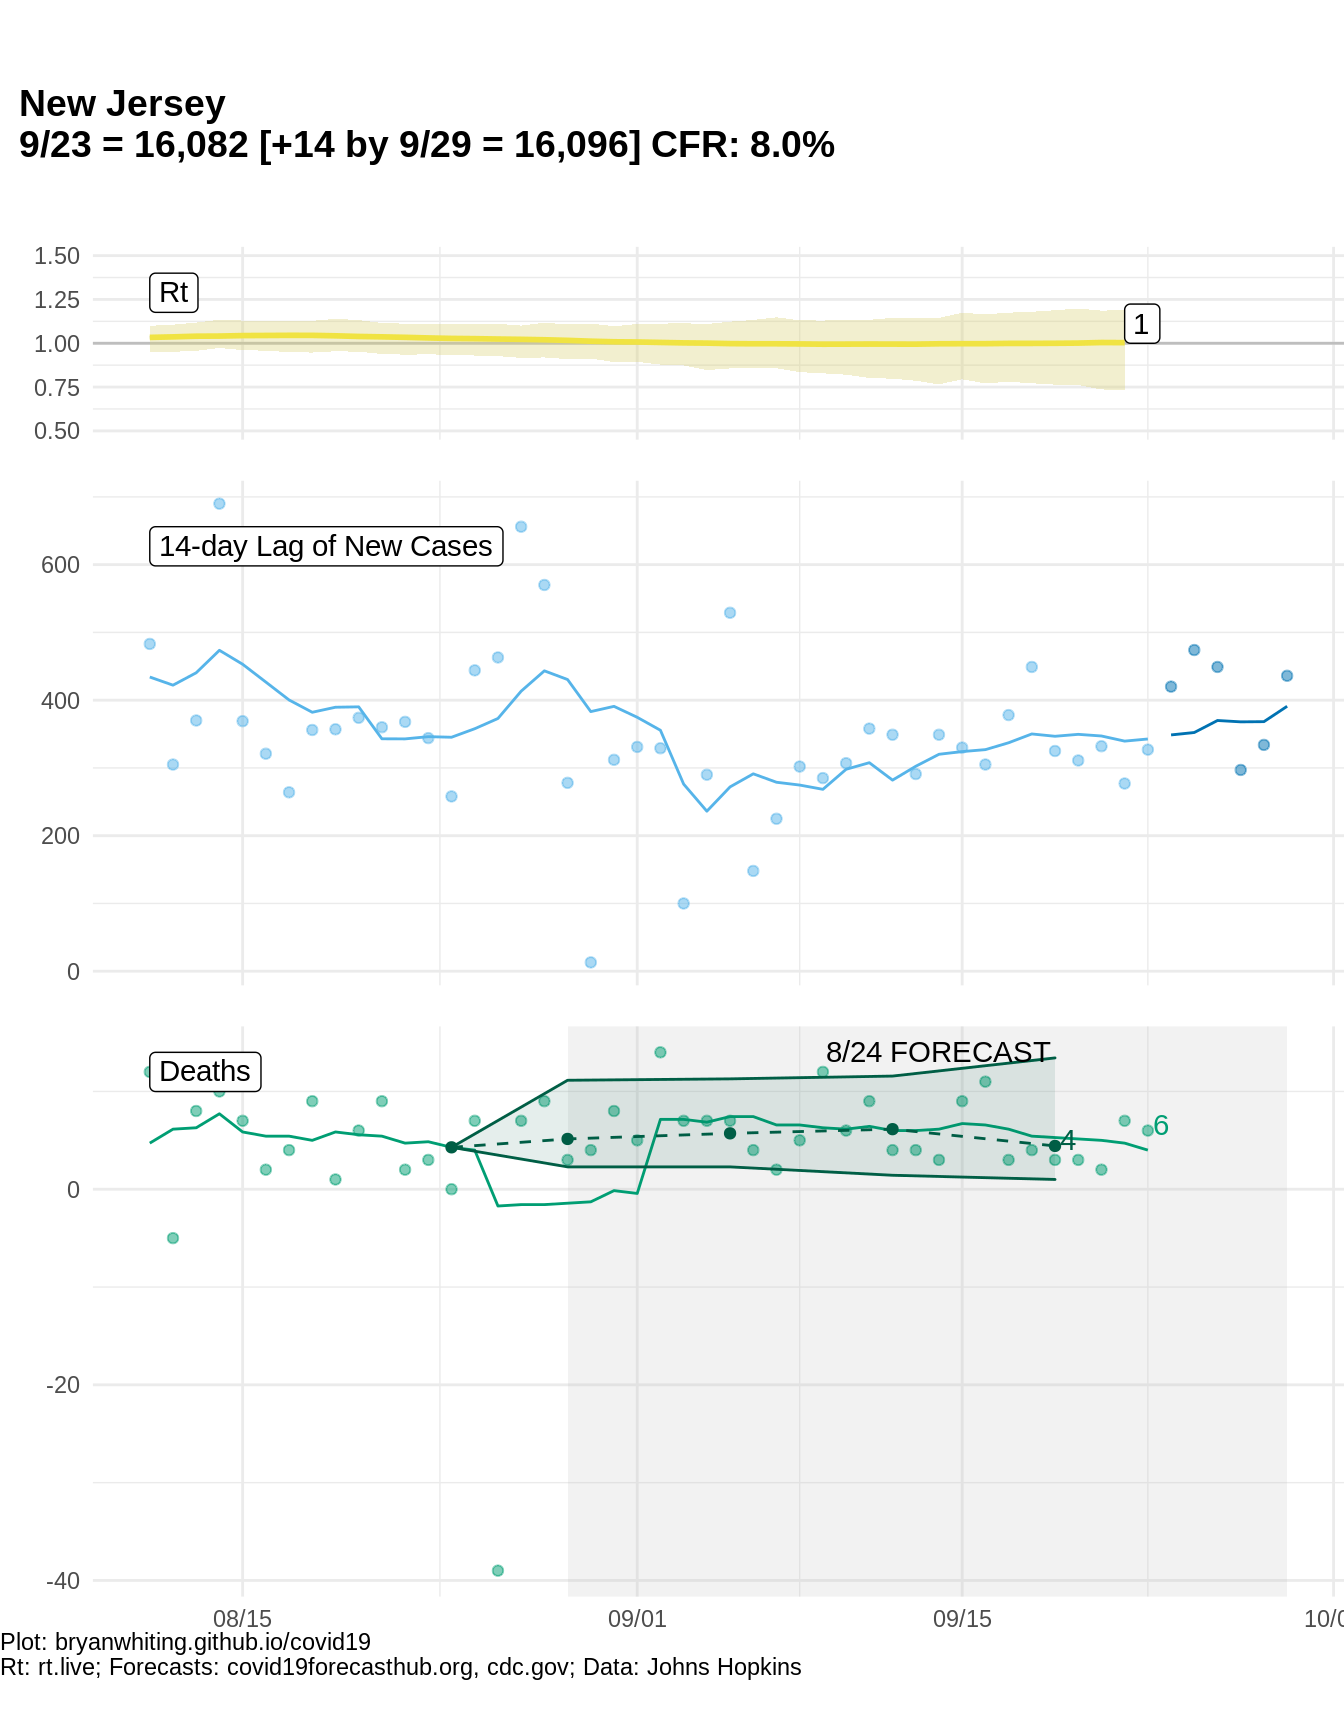 New Jersey
9/23 = 16,082 [+14 by 9/29 = 16,096] CFR: 8.0%
1.50
1.25
1.00
0.75
0.50
Rt
1
600
400
200
0
14-day Lag of New Cases
0
-20
-40
Deaths
8/24 FORECAST
4
6
08/15
09/01
09/15
10/0
Plot: bryanwhiting.github.io/covid19
Rt: rt.live; Forecasts: covid19forecasthub.org, cdc.gov; Data: Johns Hopkins